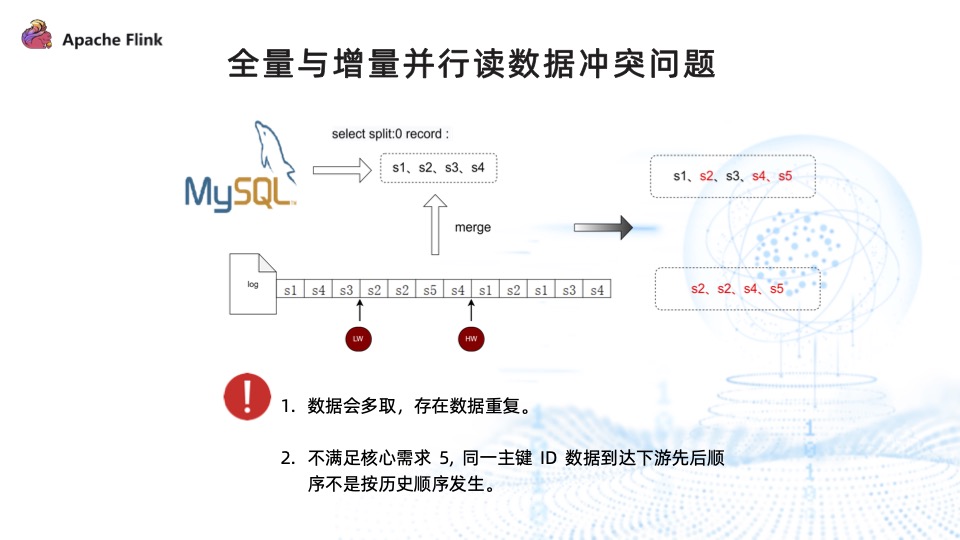 Apache Flink
全量与增量并行读数据冲突问题
select split:0 record :
s1、s2、s3、s4
s1、s2、s3、s4、s5
MySQL™
merge
log
s1 s4 s3 s2 s2 s5 s4 s1 s2 s1 s3 s4
s2、s2、s4、s5
LW
HW
1. 数据会多取，存在数据重复。
2. 不满足核心需求 5, 同一主键 ID 数据到达下游先后顺
序不是按历史顺序发生。